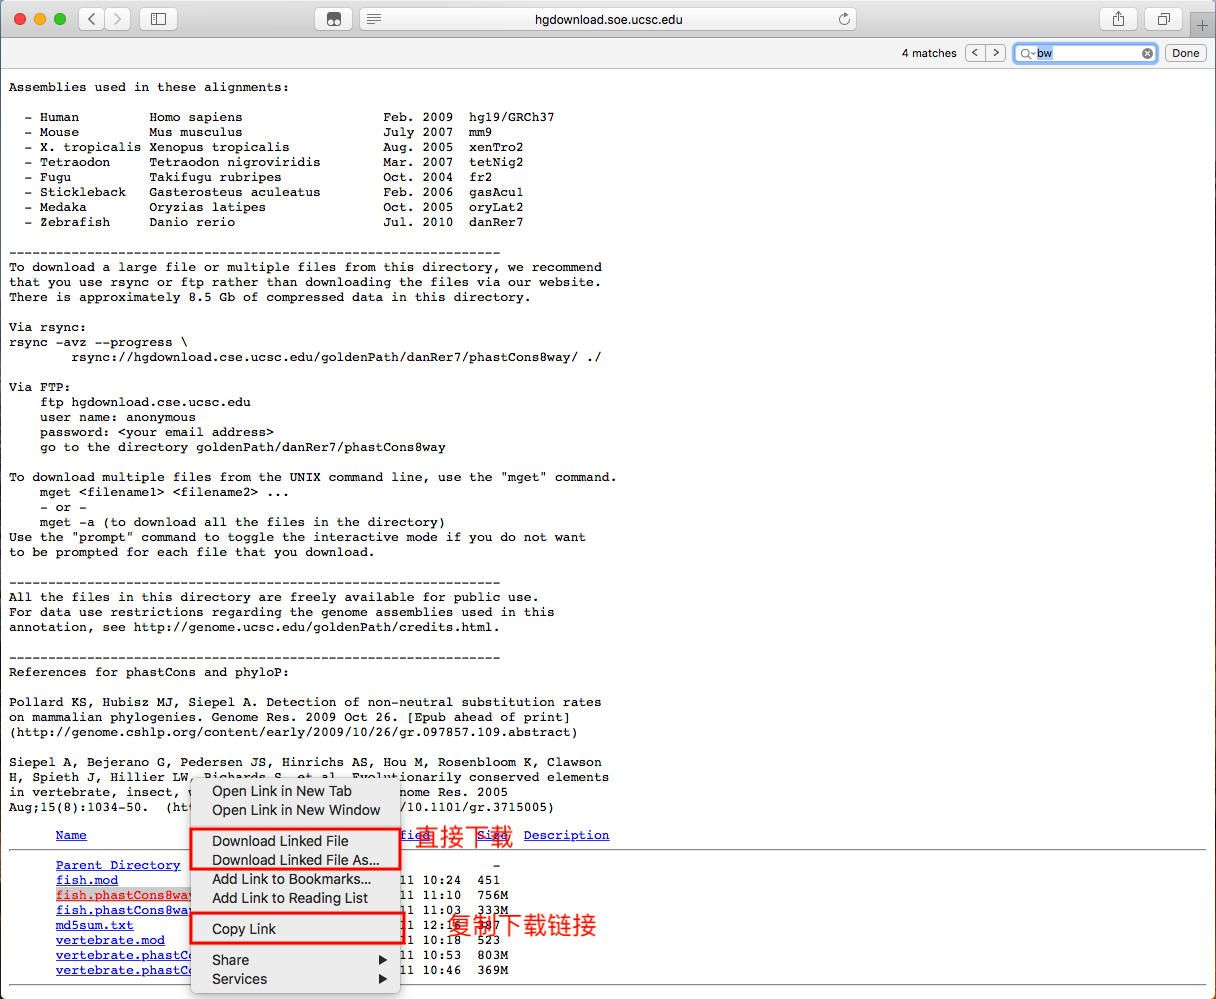 hgdownload.soe.ucsc.edu
4 matches
bw
Done
Assemblies used in these alignments:
- Human Homo sapiens Feb. 2009 hg19/GRCh37
- Mouse Mus musculus July 2007 mm9
- X. tropicalis Xenopus tropicalis Aug. 2005 xenTro2
- Tetraodon Tetraodon nigroviridis Mar. 2007 tetNig2
- Fugu Takifugu rubripes Oct. 2004 fr2
- Stickleback Gasterosteus aculeatus Feb. 2006 gasAcu1
- Medaka Oryzias latipes Oct. 2005 oryLat2
- Zebrafish Danio rerio Jul. 2010 danRer7
---------------------------------------------------------------
To download a large file or multiple files from this directory, we recommend
that you use rsync or ftp rather than downloading the files via our website.
There is approximately 8.5 Gb of compressed data in this directory.
Via rsync:
rsync -avz --progress \
rsync://hgdownload.cse.ucsc.edu/goldenPath/danRer7/phastCons8way/ ./
Via FTP:
ftp hgdownload.cse.ucsc.edu
user name: anonymous
password: <your email address>
go to the directory goldenPath/danRer7/phastCons8way
To download multiple files from the UNIX command line, use the "mget" command.
mget <filename1> <filename2> ...
- or -
mget -a (to download all the files in the directory)
Use the "prompt" command to toggle the interactive mode if you do not want
to be prompted for each file that you download.
---------------------------------------------------------------
All the files in this directory are freely available for public use.
For data use restrictions regarding the genome assemblies used in this
annotation, see http://genome.ucsc.edu/goldenPath/credits.html.
---------------------------------------------------------------
References for phastCons and phyloP:
Pollard KS, Hubisz MJ, Siepel A. Detection of non-neutral substitution rates
on mammalian phylogenies. Genome Res. 2009 Oct 26. [Epub ahead of print]
(http://genome.cshlp.org/content/early/2009/10/26/gr.097857.109.abstract)
Siepel A, Bejerano G, Pedersen JS, Hinrichs AS, Hou M, Rosenbloom K, Clawson
H, Spieth J, Hillier LW, Richards S, et al. Evolutionarily conserved elements
in vertebrate, insect, nome Res. 2005
Aug;15(8):1034-50. (ht /10.1101/gr.3715005)
Name fied Size Description
Parent Directory -
fish.mod 11 10:24 451
fish.phastCons8way 11 11:10 756M
fish.phastCons8way 11 11:03 333M
md5sum.txt 11 12:16 387
vertebrate.mod 11 10:18 523
vertebrate.phastCo 11 10:53 803M
vertebrate.phastCo 11 10:46 369M
Open Link in New Tab
Open Link in New Window
Download Linked File
Download Linked File As...
Add Link to Bookmarks...
Add Link to Reading List
Copy Link
Share
Services
直接下载
复制下载链接